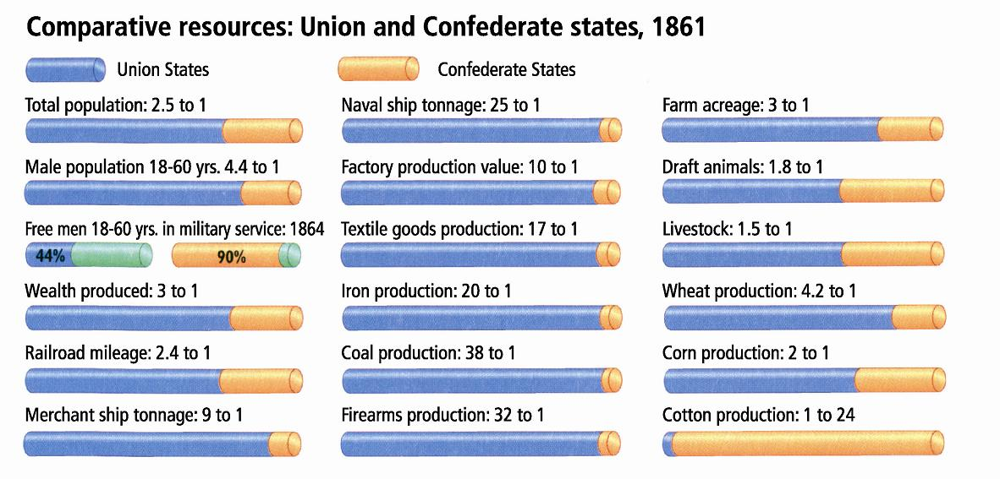 Comparative resources: Union and Confederate states, 1861
Union States
Confederate States
Total population: 2.5 to 1
Male population 18-60 yrs. 4.4 to 1
Free men 18-60 yrs. in military service: 1864
44%
90%
Wealth produced: 3 to 1
Railroad mileage: 2.4 to 1
Merchant ship tonnage: 9 to 1
Naval ship tonnage: 25 to 1
Factory production value: 10 to 1
Textile goods production: 17 to 1
Iron production: 20 to 1
Coal production: 38 to 1
Firearms production: 32 to 1
Farm acreage: 3 to 1
Draft animals: 1.8 to 1
Livestock: 1.5 to 1
Wheat production: 4.2 to 1
Corn production: 2 to 1
Cotton production: 1 to 24